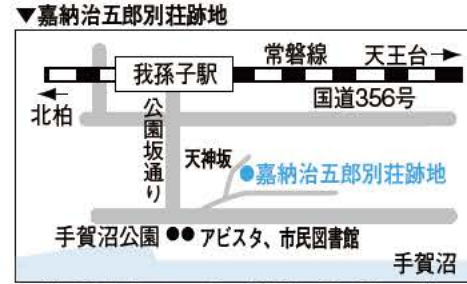 ▼嘉納治五郎別荘跡地
常磐線 天王台→
我孫子駅
←
北柏
国道356号
公園坂通り
天神坂
●嘉納治五郎別荘跡地
手賀沼公園 ●● アビスタ、市民図書館
手賀沼